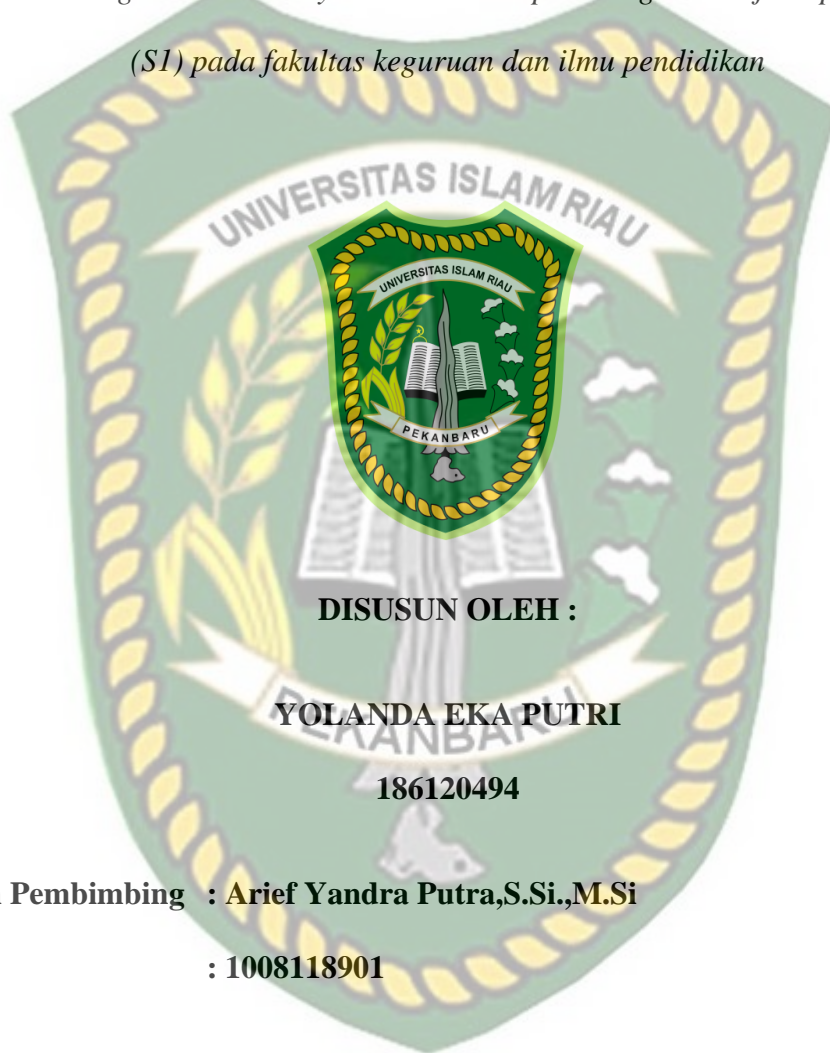 (S1) pada fakultas keguruan dan ilmu pendidikan
UNIVERSITAS ISLAM RIAU
UNIVERSITAS ISLAM RIAU
PEKANBARU
DISUSUN OLEH :
YOLANDA EKA PUTRI
PEKANBARU
186120494
Pembimbing : Arief Yandra Putra,S.Si.,M.Si
: 1008118901